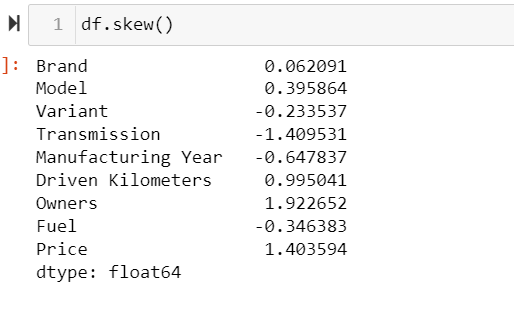 1 df.skew()
]: Brand 0.062091
Model 0.395864
Variant -0.233537
Transmission -1.409531
Manufacturing Year -0.647837
Driven Kilometers 0.995041
Owners 1.922652
Fuel -0.346383
Price 1.403594
dtype: float64